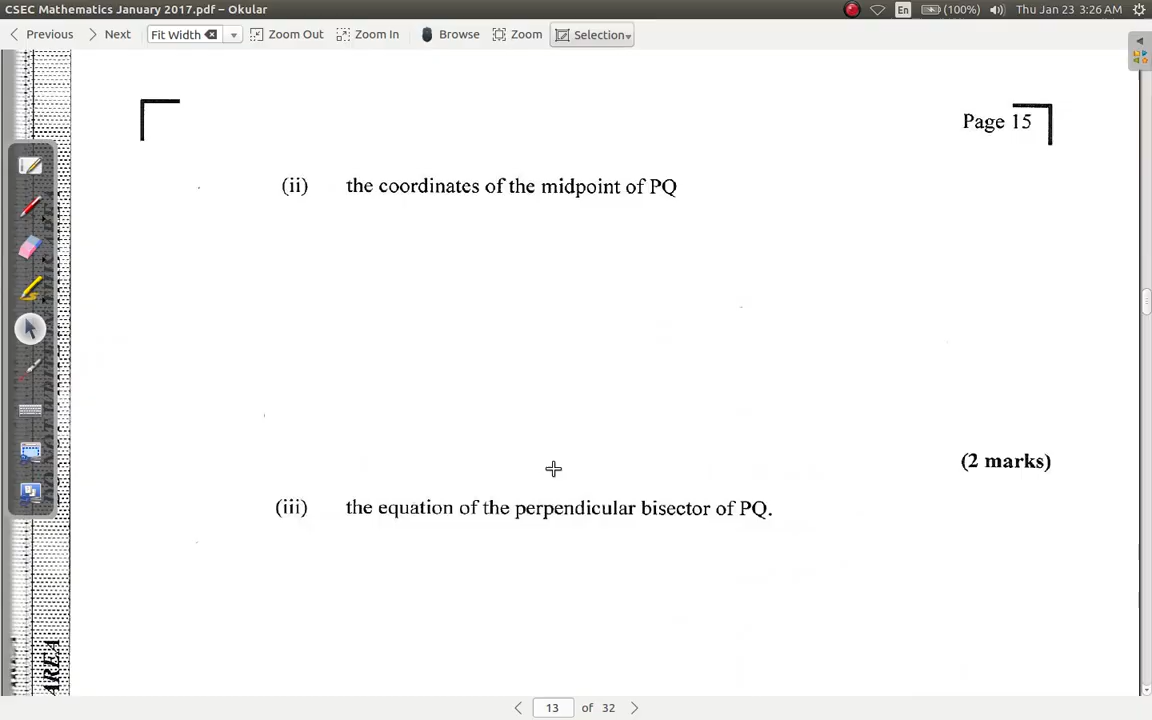 CSEC Mathematics January 2017.pdf – Okular
En
(100%)
Thu Jan 23 3:26 AM
Previous
Next
Fit Width
Zoom Out
Zoom In
Browse
Zoom
Selection
Page 15
(ii) the coordinates of the midpoint of PQ
(2 marks)
(iii) the equation of the perpendicular bisector of PQ.
AREA
13 of 32